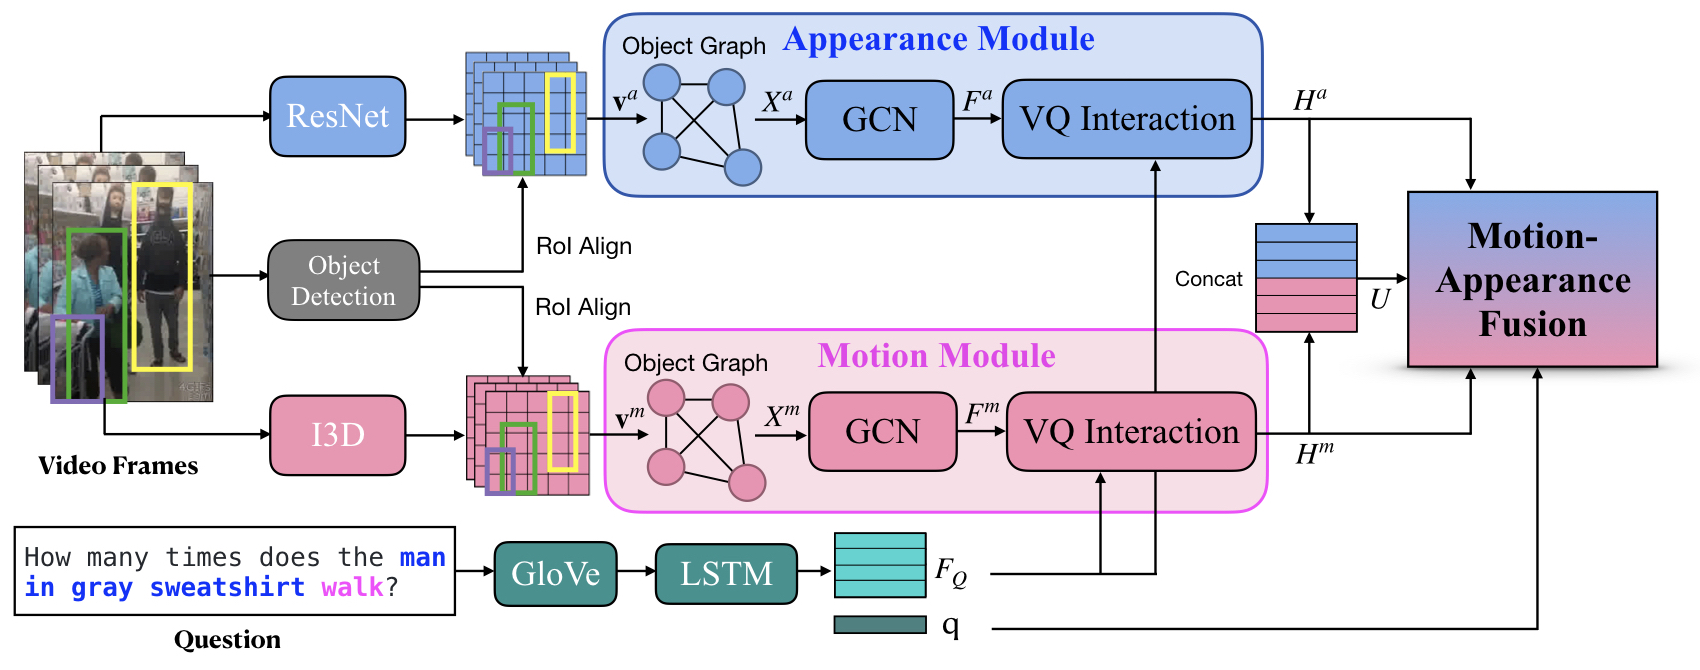 Appearance Module
Object Graph
ResNet
v^a
X^a
GCN
F^a
VQ Interaction
H^a
RoI Align
Object
Detection
RoI Align
Concat
U
Motion-
Appearance
Fusion
Motion Module
Object Graph
I3D
v^m
X^m
GCN
F^m
VQ Interaction
H^m
4GIFs
Video Frames
How many times does the man
in gray sweatshirt walk?
Question
GloVe
LSTM
F_Q
q